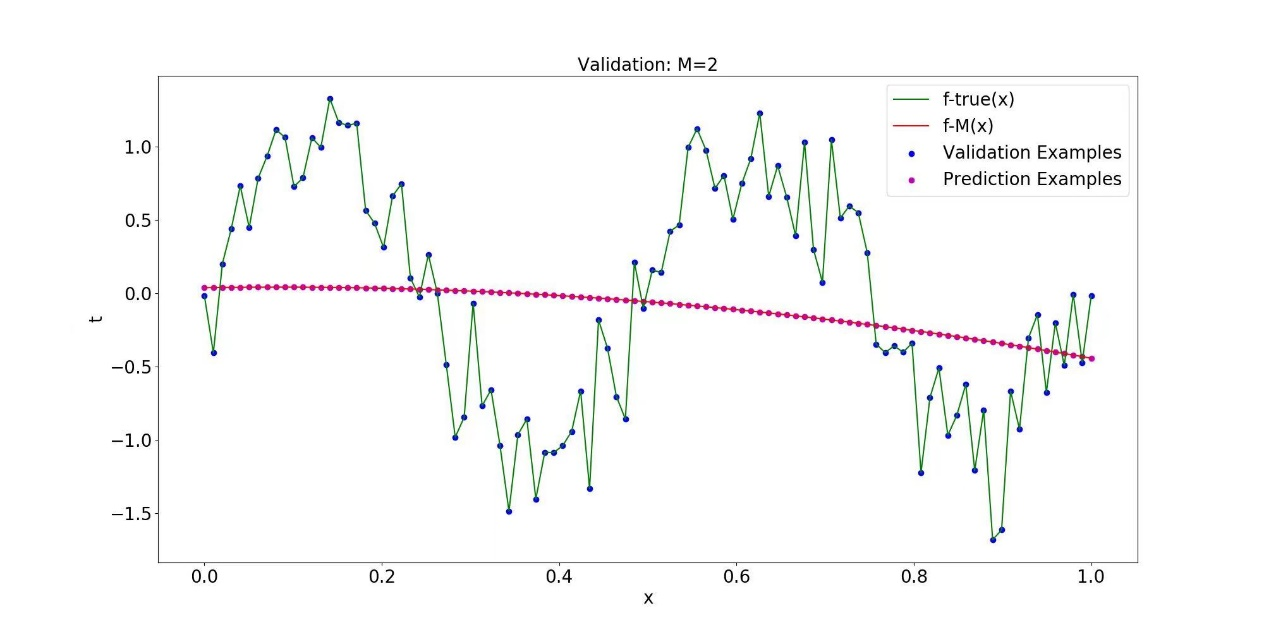 Validation: M=2
f-true(x)
f-M(x)
Validation Examples
Prediction Examples
1.0
0.5
0.0
−0.5
−1.0
−1.5
t
0.0 0.2 0.4 0.6 0.8 1.0
x